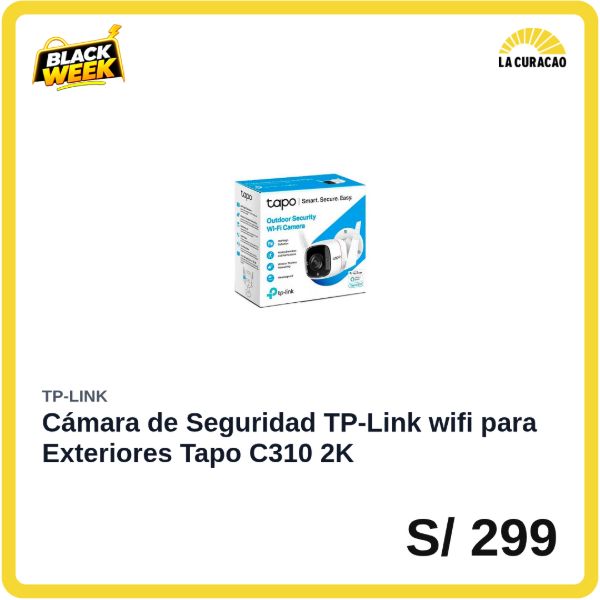 BLACK
WEEK
LA CURACAO
tapo
Smart. Secure. Easy.
Outdoor Security
Wi-Fi Camera
tapo
tp-link
TP-LINK
Cámara de Seguridad TP-Link wifi para
Exteriores Tapo C310 2K
S/ 299